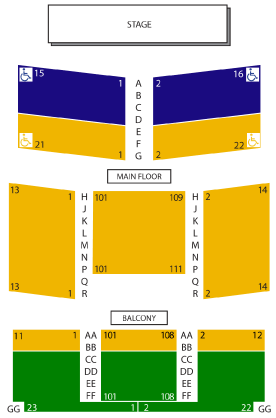 STAGE
15 1 A 2 16
B
C
D
E
21 F 22
1 G 2
MAIN FLOOR
13 1 H 101 109 H 2 14
J J
K K
L L
M M
N N
P 101 111 P
13 1 Q Q 2 14
R R
BALCONY
11 1 AA 101 108 AA 2 12
BB BB
CC CC
DD DD
EE EE
FF 101 108 FF
GG 23 1 2 22 GG